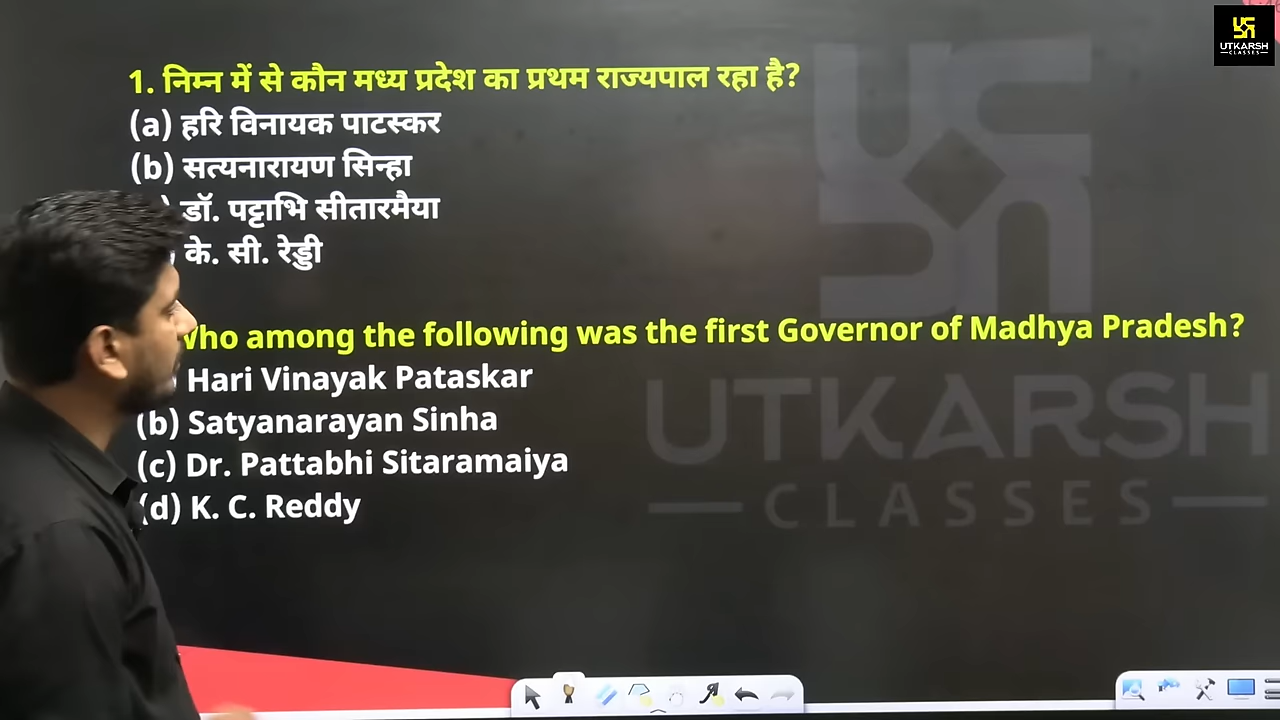 UTKARSH
CLASSES
1. निम्न में से कौन मध्य प्रदेश का प्रथम राज्यपाल रहा है?
(a) हरि विनायक पाटस्कर
(b) सत्यनारायण सिन्हा
) डॉ. पट्टाभि सीतारमैया
के. सी. रेड्डी
Who among the following was the first Governor of Madhya Pradesh?
Hari Vinayak Pataskar
(b) Satyanarayan Sinha
(c) Dr. Pattabhi Sitaramaiya
(d) K. C. Reddy
UTKARSH
CLASSES